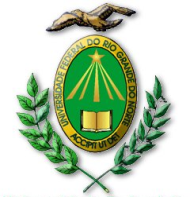 UNIVERSIDADE FEDERAL DO RIO GRANDE DO NORTE
ACCIPIT UT DET